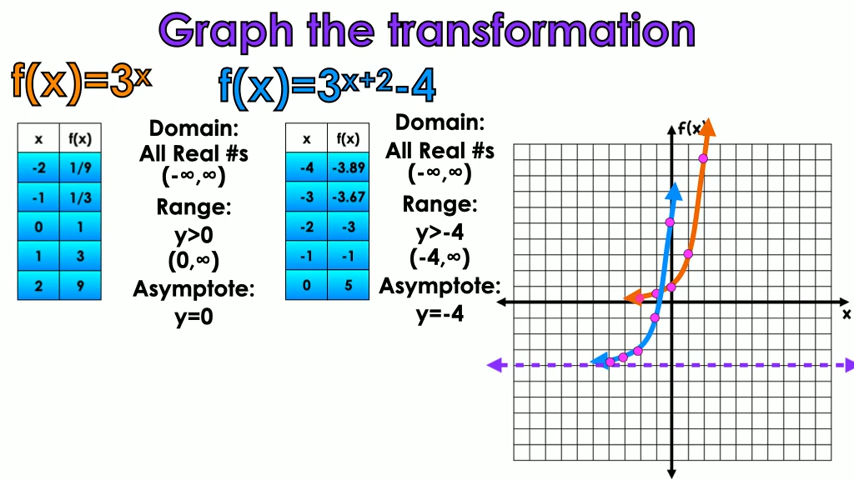 Graph the transformation
f(x)=3ˣ
f(x)=3ˣ⁺²-4
x f(x)
-2 1/9
-1 1/3
0 1
1 3
2 9
Domain:
All Real #s
(-∞,∞)
Range:
y>0
(0,∞)
Asymptote:
y=0
x f(x)
-4 -3.89
-3 -3.67
-2 -3
-1 -1
0 5
Domain:
All Real #s
(-∞,∞)
Range:
y>-4
(-4,∞)
Asymptote:
y=-4
f(x)
x